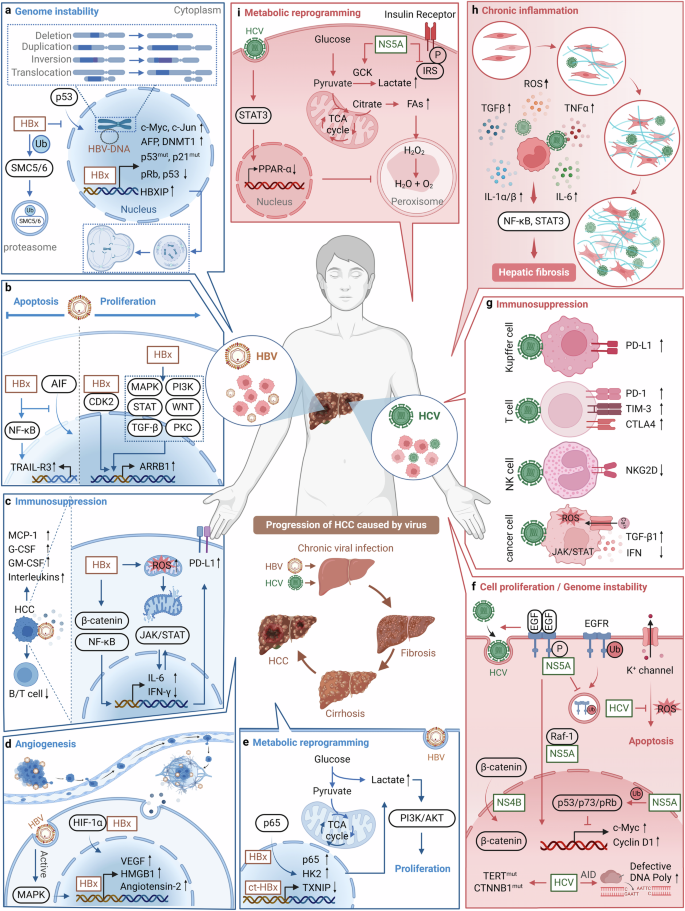 a Genome instability
Cytoplasm
Deletion
Duplication
Inversion
Translocation
p53
HBx
Ub
SMC5/6
Ub
SMC5/6
proteasome
HBV-DNA
HBx
c-Myc, c-Jun ↑
AFP, DNMT1 ↑
p53mut, p21mut
pRb, p53 ↓
HBXIP ↑
Nucleus
i Metabolic reprogramming
Insulin Receptor
HCV
Glucose
NS5A
P
IRS
GCK
Pyruvate
Lactate ↑
Citrate
FAs ↑
TCA
cycle
STAT3
PPAR-α ↓
Nucleus
H2O2
H2O + O2
Peroxisome
h Chronic inflammation
ROS ↑
TGFβ ↑
TNFα ↑
IL-1α/β ↑
IL-6 ↑
NF-κB, STAT3
Hepatic fibrosis
b
Apoptosis
Proliferation
HBx
AIF
NF-κB
TRAIL-R3 ↑
HBx
CDK2
HBx
MAPK
PI3K
STAT
WNT
TGF-β
PKC
ARRB1 ↑
HBV
HCV
g Immunosuppression
Kupffer cell
PD-L1 ↑
T cell
PD-1 ↑
TIM-3 ↑
CTLA4 ↑
NK cell
NKG2D ↓
cancer cell
ROS
JAK/STAT
TGF-β1 ↑
IFN ↓
c Immunosuppression
MCP-1 ↑
G-CSF ↑
GM-CSF ↑
Interleukins ↑
HCC
B/T cell ↓
HBx
ROS ↑
PD-L1 ↑
β-catenin
NF-κB
JAK/STAT
IL-6 ↑
IFN-γ ↓
Progression of HCC caused by virus
Chronic viral infection
HBV
HCV
HCC
Fibrosis
Cirrhosis
f Cell proliferation / Genome instability
HCV
EGF
EGF
EGFR
P
NS5A
Ub
K+ channel
Ub
HCV
ROS
Apoptosis
Raf-1
NS5A
β-catenin
NS4B
β-catenin
Ub
p53/p73/pRb
NS5A
c-Myc ↑
Cyclin D1 ↑
TERTmut
CTNNB1mut
HCV
AID
Defective
DNA Poly ↑
C AATTC
GAATT C
d Angiogenesis
HBV
Active
MAPK
HIF-1α
HBx
HBx
VEGF ↑
HMGB1 ↑
Angiotensin-2 ↑
e Metabolic reprogramming
HBV
Glucose
Lactate ↑
Pyruvate
TCA
cycle
p65
PI3K/AKT
HBx
p65 ↑
HK2 ↑
ct-HBx
TXNIP ↓
Proliferation